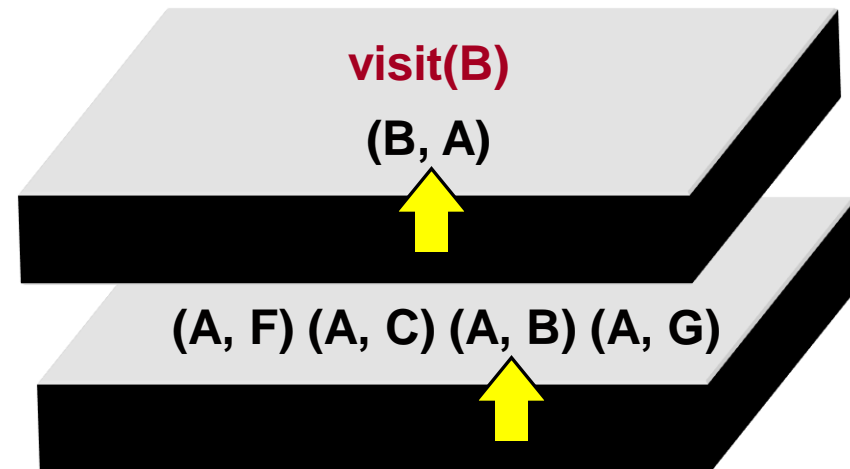 visit(B)
(B, A)
(A, F) (A, C) (A, B) (A, G)